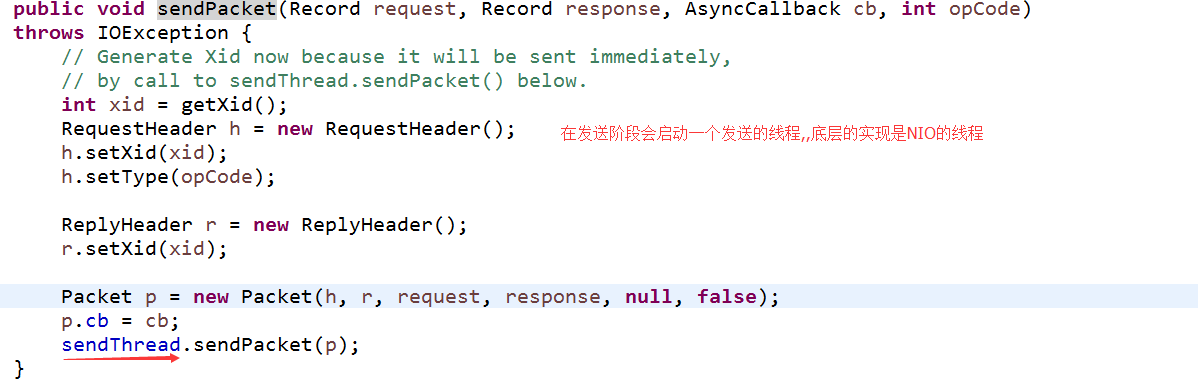 public void sendPacket(Record request, Record response, AsyncCallback cb, int opCode)
throws IOException {
// Generate Xid now because it will be sent immediately,
// by call to sendThread.sendPacket() below.
int xid = getXid();
RequestHeader h = new RequestHeader();
在发送阶段会启动一个发送的线程,,底层的实现是NIO的线程
h.setXid(xid);
h.setType(opCode);
ReplyHeader r = new ReplyHeader();
r.setXid(xid);
Packet p = new Packet(h, r, request, response, null, false);
p.cb = cb;
sendThread.sendPacket(p);
}